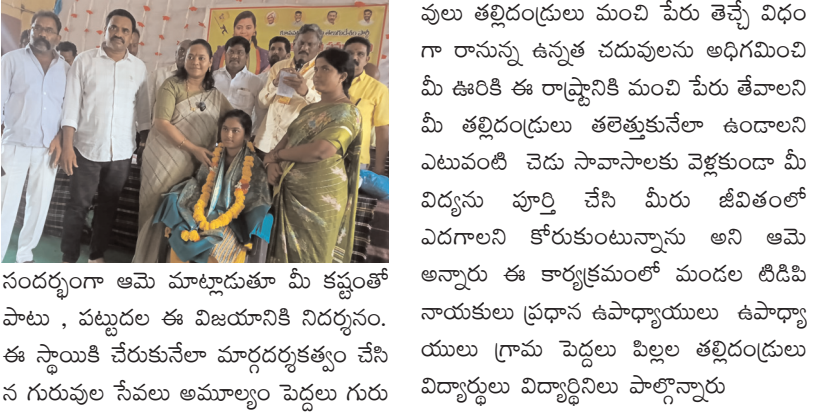 సందర్భంగా ఆమె మాట్లాడుతూ మీ కష్టంతో
పాటు , పట్టుదల ఈ విజయానికి నిదర్శనం.
ఈ స్థాయికి చేరుకునేలా మార్గదర్శకత్వం చేసి
న గురువుల సేవలు అమూల్యం పెద్దలు గురు
వులు తల్లిదండ్రులు మంచి పేరు తెచ్చే విధం
గా రానున్న ఉన్నత చదువులను అధిగమించి
మీ ఊరికి ఈ రాష్ట్రానికి మంచి పేరు తేవాలని
మీ తల్లిదండ్రులు తలెత్తుకునేలా ఉండాలని
ఎటువంటి చెడు సావాసాలకు వెళ్లకుండా మీ
విద్యను పూర్తి చేసి మీరు జీవితంలో
ఎదగాలని కోరుకుంటున్నాను అని ఆమె
అన్నారు ఈ కార్యక్రమంలో మండల టిడిపి
నాయకులు ప్రధాన ఉపాధ్యాయులు ఉపాధ్యా
యులు గ్రామ పెద్దలు పిల్లల తల్లిదండ్రులు
విద్యార్థులు విద్యార్థినిలు పాల్గొన్నారు